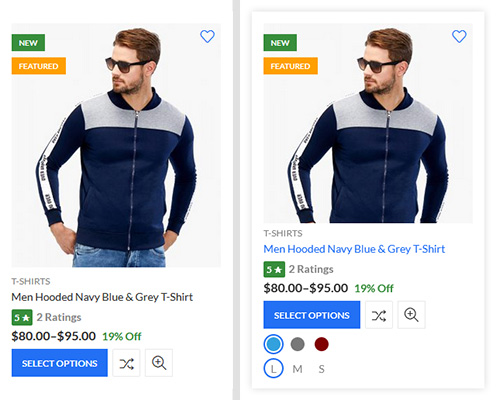 NEW
FEATURED
T-SHIRTS
Men Hooded Navy Blue & Grey T-Shirt
5 ★ 2 Ratings
$80.00–$95.00 19% Off
SELECT OPTIONS
NEW
FEATURED
T-SHIRTS
Men Hooded Navy Blue & Grey T-Shirt
5 ★ 2 Ratings
$80.00–$95.00 19% Off
SELECT OPTIONS
L M S